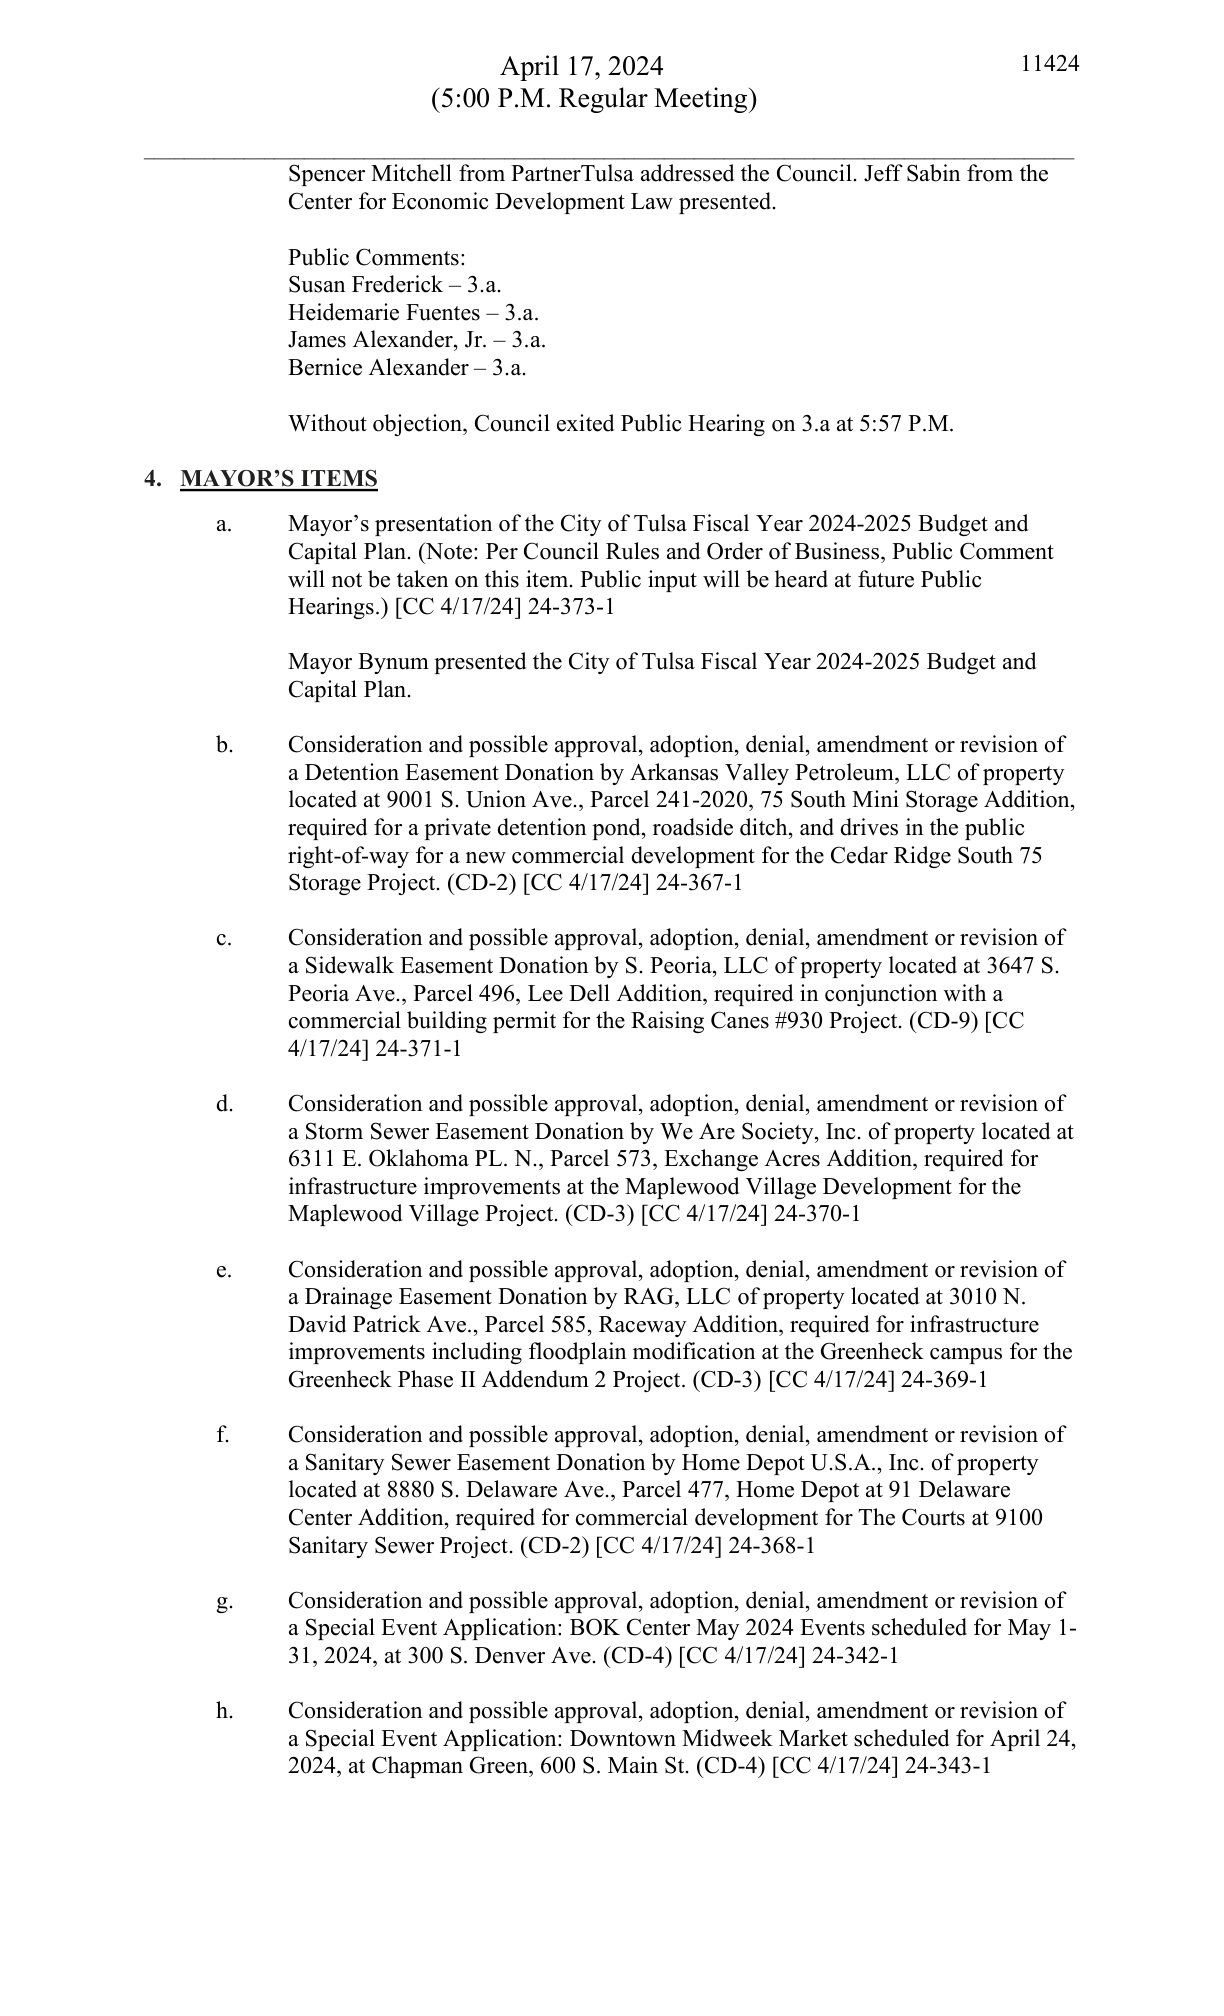 April 17, 2024
11424
(5:00 P.M. Regular Meeting)
Spencer Mitchell from PartnerTulsa addressed the Council. Jeff Sabin from the
Center for Economic Development Law presented.
Public Comments:
Susan Frederick – 3.a.
Heidemarie Fuentes – 3.a.
James Alexander, Jr. – 3.a.
Bernice Alexander – 3.a.
Without objection, Council exited Public Hearing on 3.a at 5:57 P.M.
4. MAYOR’S ITEMS
a. Mayor’s presentation of the City of Tulsa Fiscal Year 2024-2025 Budget and
Capital Plan. (Note: Per Council Rules and Order of Business, Public Comment
will not be taken on this item. Public input will be heard at future Public
Hearings.) [CC 4/17/24] 24-373-1
Mayor Bynum presented the City of Tulsa Fiscal Year 2024-2025 Budget and
Capital Plan.
b. Consideration and possible approval, adoption, denial, amendment or revision of
a Detention Easement Donation by Arkansas Valley Petroleum, LLC of property
located at 9001 S. Union Ave., Parcel 241-2020, 75 South Mini Storage Addition,
required for a private detention pond, roadside ditch, and drives in the public
right-of-way for a new commercial development for the Cedar Ridge South 75
Storage Project. (CD-2) [CC 4/17/24] 24-367-1
c. Consideration and possible approval, adoption, denial, amendment or revision of
a Sidewalk Easement Donation by S. Peoria, LLC of property located at 3647 S.
Peoria Ave., Parcel 496, Lee Dell Addition, required in conjunction with a
commercial building permit for the Raising Canes #930 Project. (CD-9) [CC
4/17/24] 24-371-1
d. Consideration and possible approval, adoption, denial, amendment or revision of
a Storm Sewer Easement Donation by We Are Society, Inc. of property located at
6311 E. Oklahoma PL. N., Parcel 573, Exchange Acres Addition, required for
infrastructure improvements at the Maplewood Village Development for the
Maplewood Village Project. (CD-3) [CC 4/17/24] 24-370-1
e. Consideration and possible approval, adoption, denial, amendment or revision of
a Drainage Easement Donation by RAG, LLC of property located at 3010 N.
David Patrick Ave., Parcel 585, Raceway Addition, required for infrastructure
improvements including floodplain modification at the Greenheck campus for the
Greenheck Phase II Addendum 2 Project. (CD-3) [CC 4/17/24] 24-369-1
f. Consideration and possible approval, adoption, denial, amendment or revision of
a Sanitary Sewer Easement Donation by Home Depot U.S.A., Inc. of property
located at 8880 S. Delaware Ave., Parcel 477, Home Depot at 91 Delaware
Center Addition, required for commercial development for The Courts at 9100
Sanitary Sewer Project. (CD-2) [CC 4/17/24] 24-368-1
g. Consideration and possible approval, adoption, denial, amendment or revision of
a Special Event Application: BOK Center May 2024 Events scheduled for May 1-
31, 2024, at 300 S. Denver Ave. (CD-4) [CC 4/17/24] 24-342-1
h. Consideration and possible approval, adoption, denial, amendment or revision of
a Special Event Application: Downtown Midweek Market scheduled for April 24,
2024, at Chapman Green, 600 S. Main St. (CD-4) [CC 4/17/24] 24-343-1